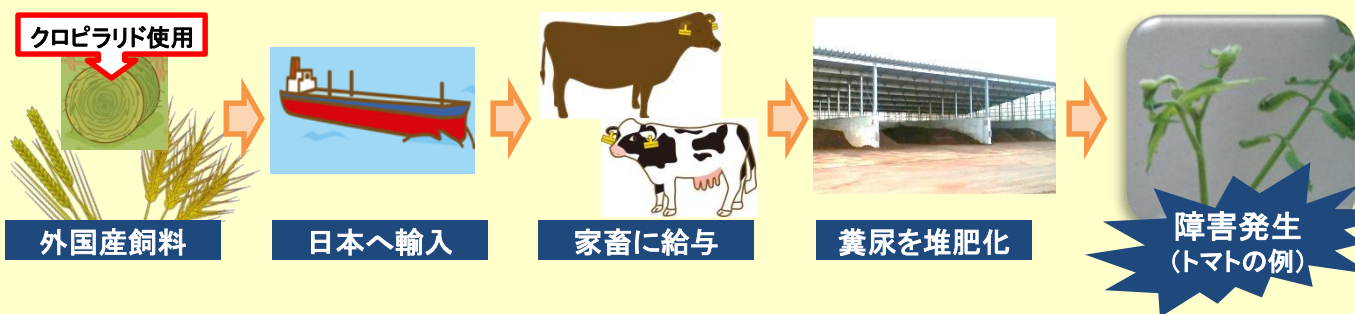 クロピラリド使用
外国産飼料
日本へ輸入
家畜に給与
糞尿を堆肥化
障害発生
(トマトの例)